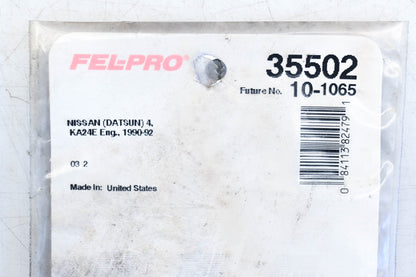 FEL-PRO®
35502
Future No. 10-1065
NISSAN (DATSUN) 4,
KA24E Eng., 1990-92
03 2
Made In: United States
0 84113 82479 1